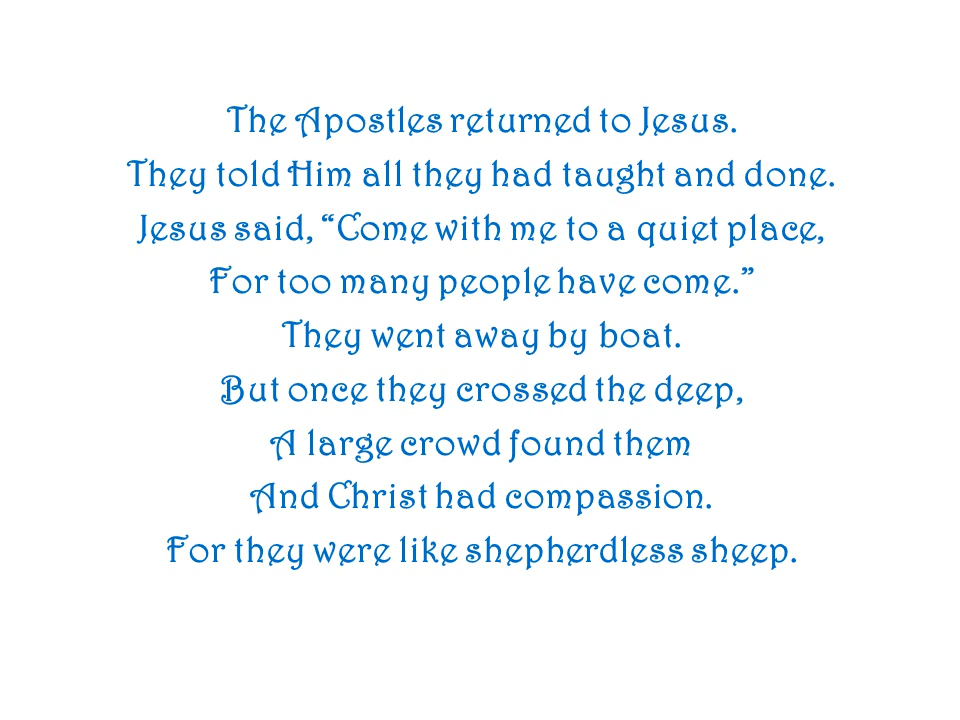 The Apostles returned to Jesus.
They told Him all they had taught and done.
Jesus said, “Come with me to a quiet place,
For too many people have come.”
They went away by boat.
But once they crossed the deep,
A large crowd found them
And Christ had compassion.
For they were like shepherdless sheep.